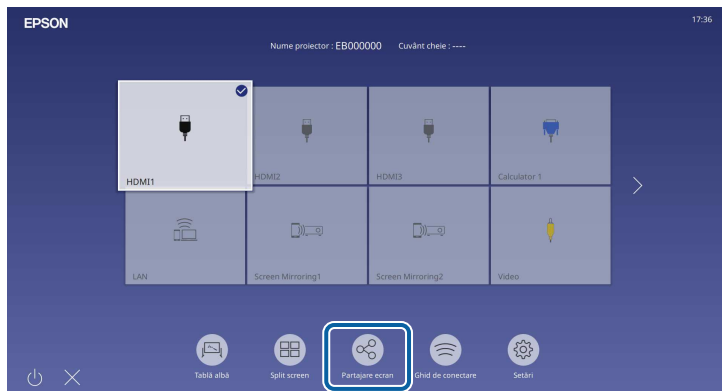 EPSON
17:36
Nume proiector : EB000000 Cuvânt cheie : ----
HDMI1
HDMI2
HDMI3
Calculator 1
LAN
Screen Mirroring1
Screen Mirroring2
Video
Tablă albă
Split screen
Partajare ecran
Ghid de conectare
Setări